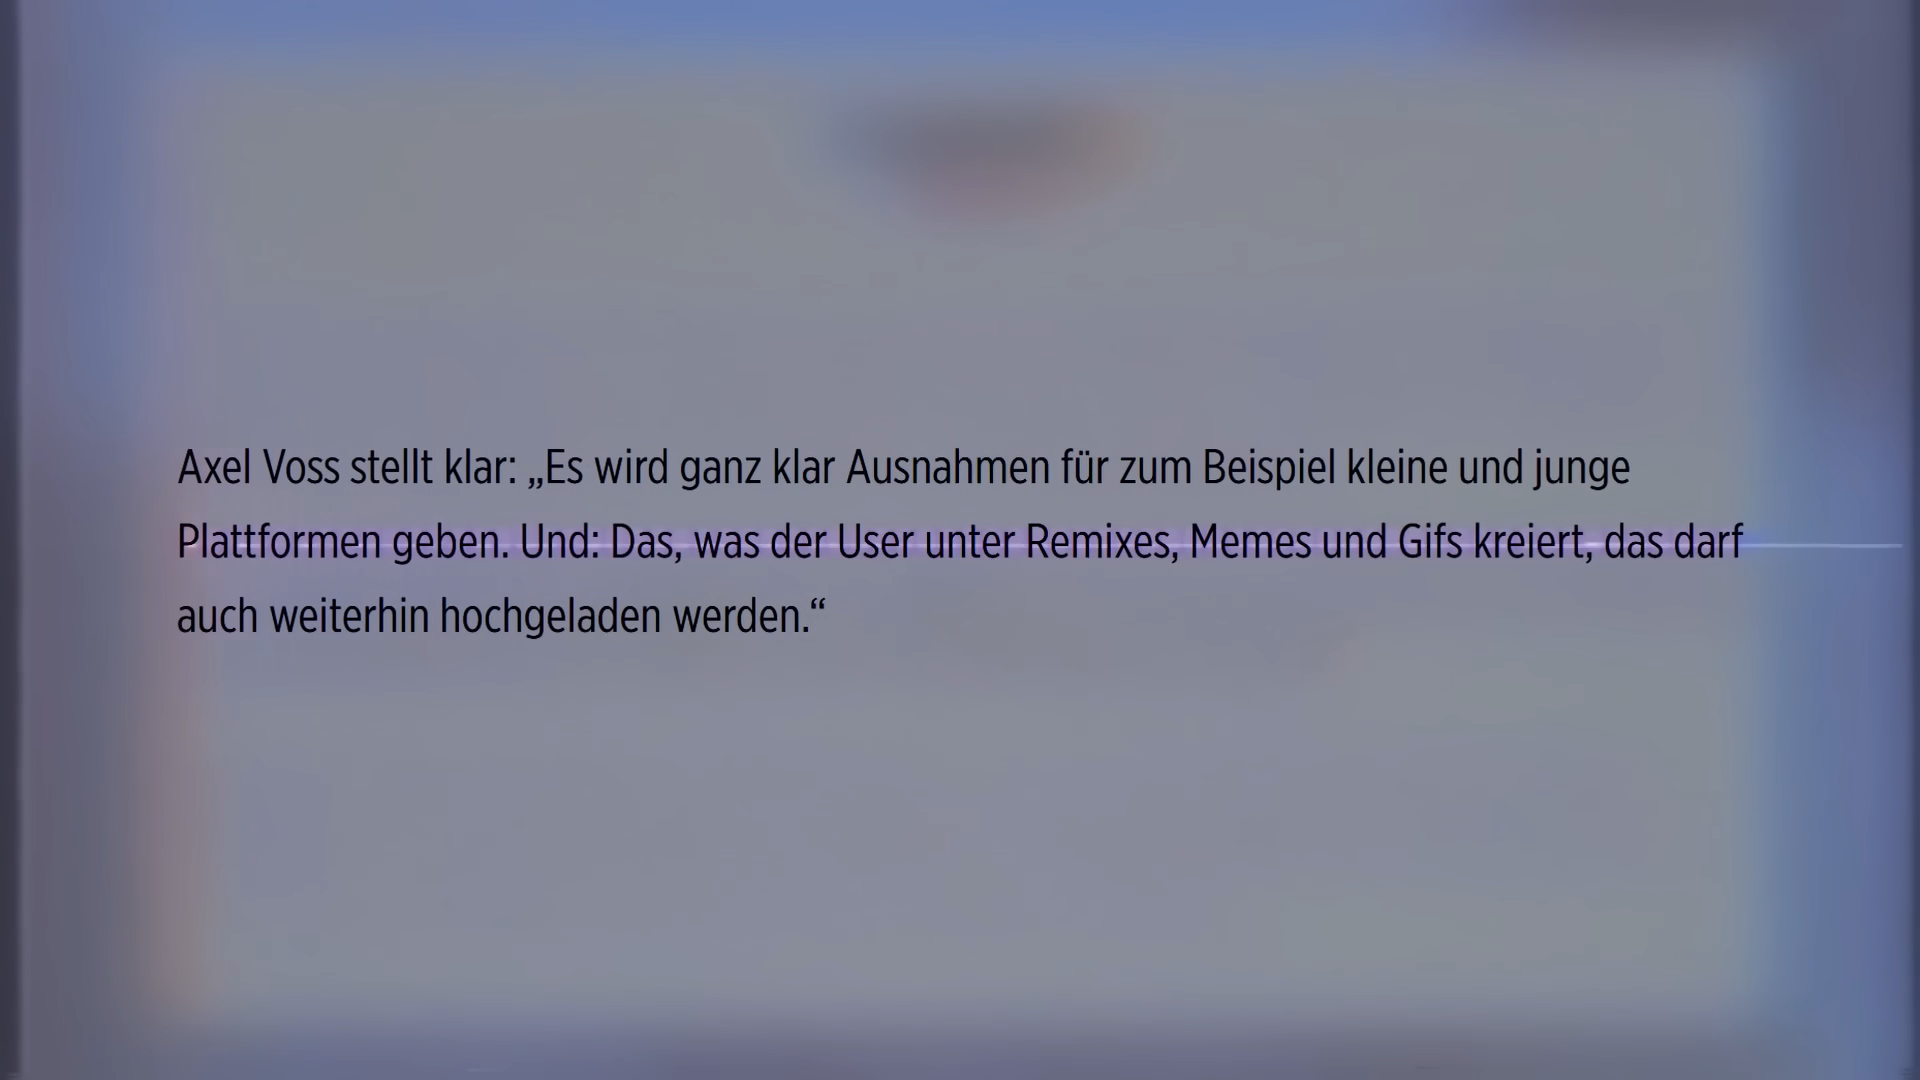 Axel Voss stellt klar: „Es wird ganz klar Ausnahmen für zum Beispiel kleine und junge
Plattformen geben. Und: Das, was der User unter Remixes, Memes und Gifs kreiert, das darf
auch weiterhin hochgeladen werden.“